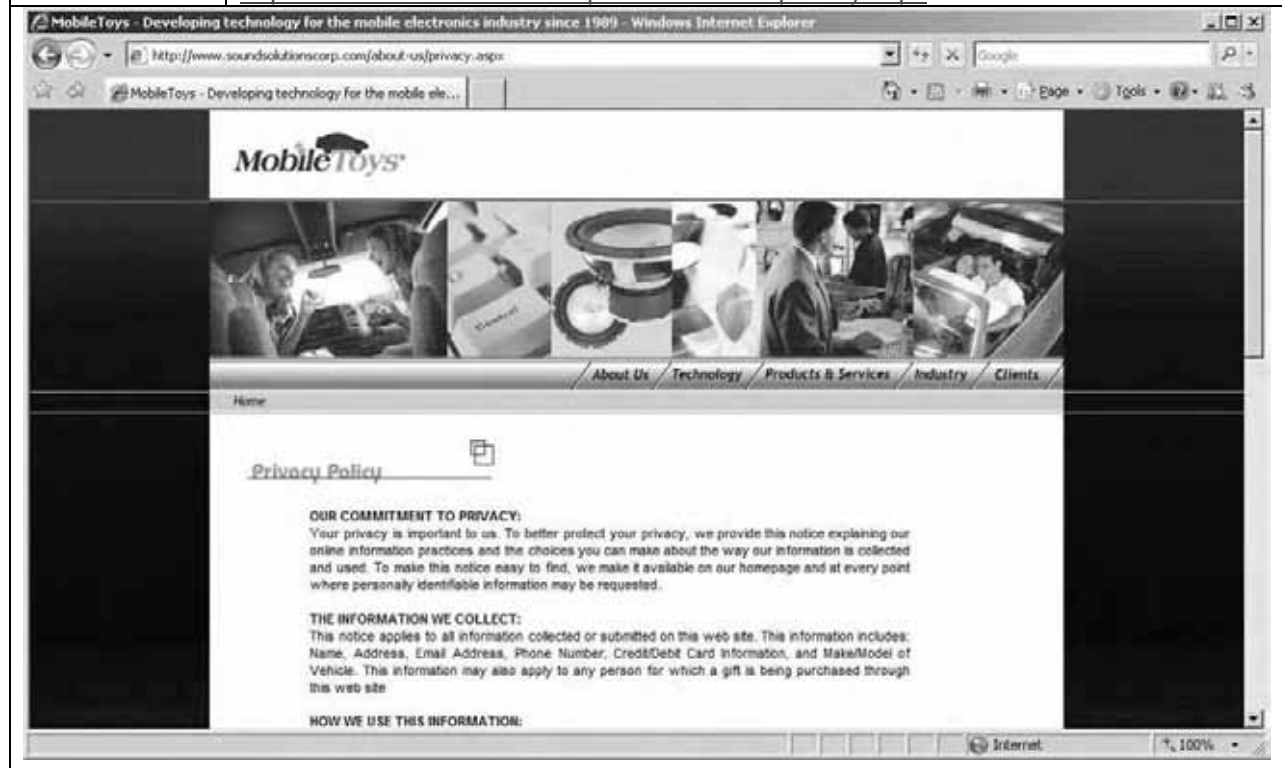 MobileToys - Developing technology for the mobile electronics industry since 1989 - Windows Internet Explorer
http://www.soundsolutionscorp.com/about-us/privacy.aspx
Google
MobileToys - Developing technology for the mobile ele...
Page
Tools
MobileToys
About Us
Technology
Products & Services
Industry
Clients
Home
Privacy Policy
OUR COMMITMENT TO PRIVACY:
Your privacy is important to us. To better protect your privacy, we provide this notice explaining our
online information practices and the choices you can make about the way our information is collected
and used. To make this notice easy to find, we make it available on our homepage and at every point
where personally identifiable information may be requested.
THE INFORMATION WE COLLECT:
This notice applies to all information collected or submitted on this web site. This information includes:
Name, Address, Email Address, Phone Number, Credit/Debit Card Information, and Make/Model of
Vehicle. This information may also apply to any person for which a gift is being purchased through
this web site
HOW WE USE THIS INFORMATION:
Internet
100%